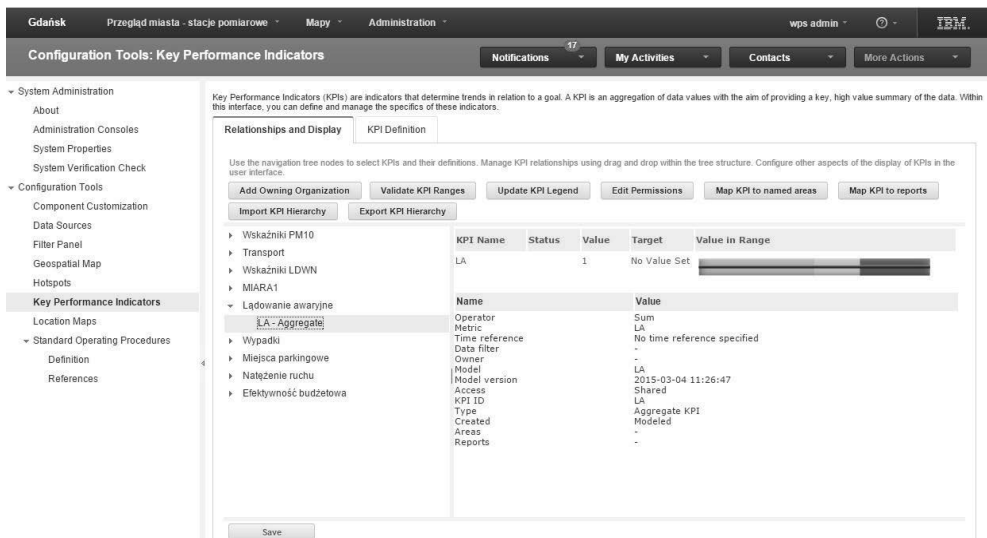 Gdańsk Przegląd miasta - stacje pomiarowe Mapy Administration wps admin IBM.
Configuration Tools: Key Performance Indicators Notifications 17 My Activities Contacts More Actions
System Administration
About
Administration Consoles
System Properties
System Verification Check
Configuration Tools
Component Customization
Data Sources
Filter Panel
Geospatial Map
Hotspots
Key Performance Indicators
Location Maps
Standard Operating Procedures
Definition
References
Key Performance Indicators (KPIs) are indicators that determine trends in relation to a goal. A KPI is an aggregation of data values with the aim of providing a key, high value summary of the data. Within
this interface, you can define and manage the specifics of these indicators.
Relationships and Display KPI Definition
Use the navigation tree nodes to select KPIs and their definitions. Manage KPI relationships using drag and drop within the tree structure. Configure other aspects of the display of KPIs in the
user interface.
Add Owning Organization Validate KPI Ranges Update KPI Legend Edit Permissions Map KPI to named areas Map KPI to reports
Import KPI Hierarchy Export KPI Hierarchy
Wskaźniki PM10
Transport
Wskaźniki LDWN
MIARA1
Lądowanie awaryjne
LA - Aggregate
Wypadki
Miejsca parkingowe
Natężenie ruchu
Efektywność budżetowa
KPI Name Status Value Target Value in Range
LA 1 No Value Set
Name Value
Operator Sum
Metric LA
Time reference No time reference specified
Data filter -
Owner -
Model LA
Model version 2015-03-04 11:26:47
Access Shared
KPI ID LA
Type Aggregate KPI
Created Modeled
Areas -
Reports -
Save